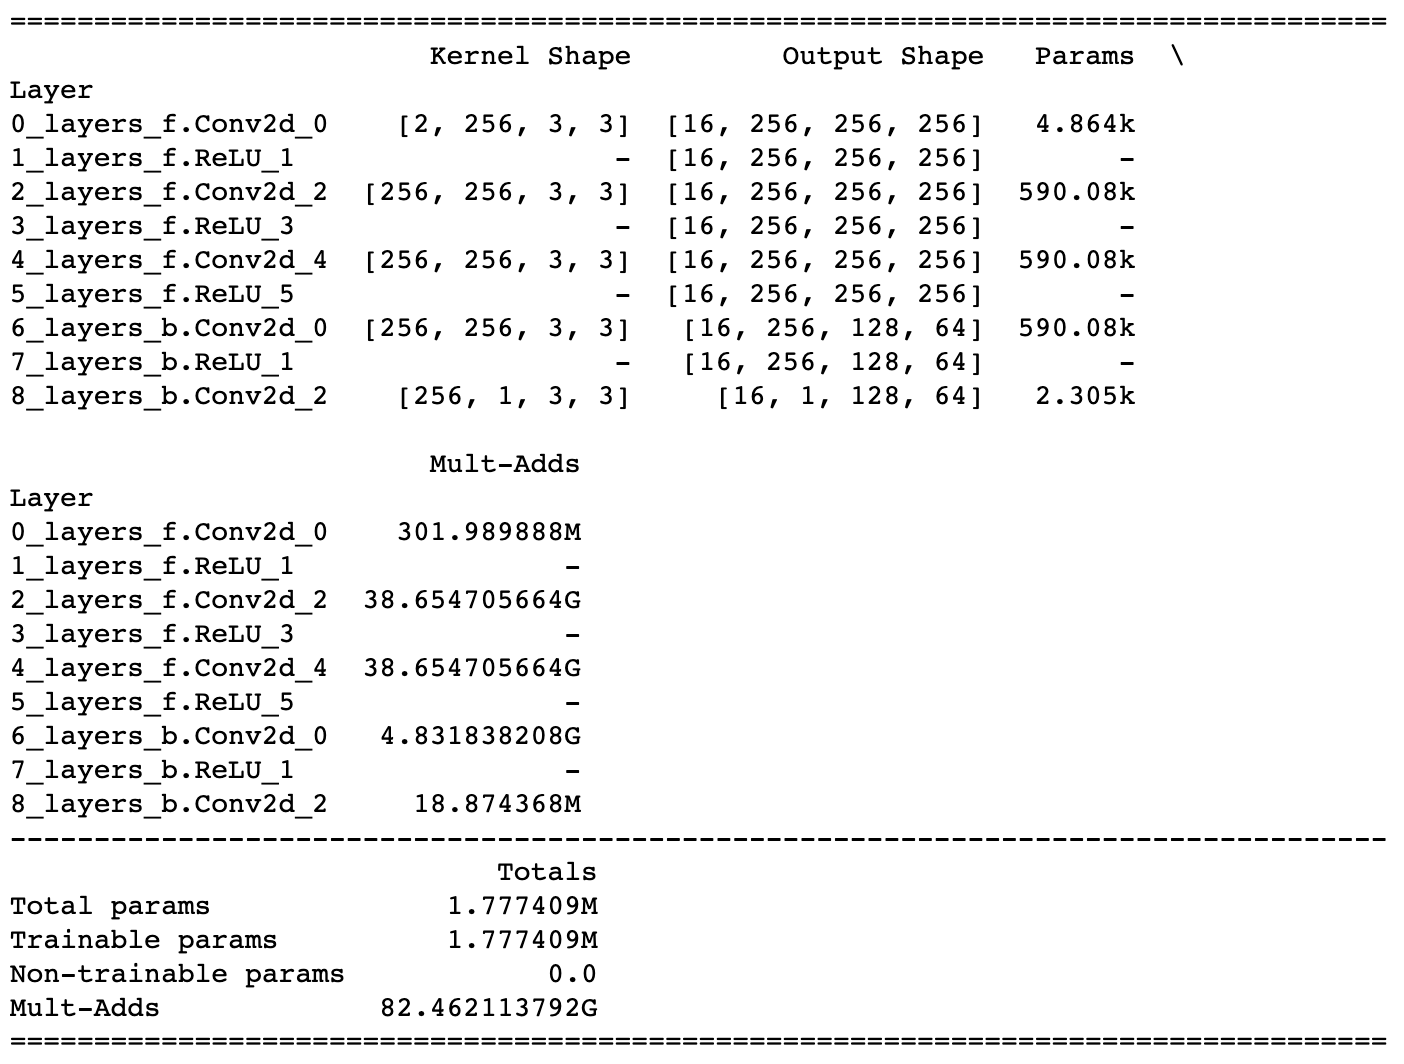 ==================================================================================
                         Kernel Shape         Output Shape   Params  \
Layer
0_layers_f.Conv2d_0    [2, 256, 3, 3]  [16, 256, 256, 256]   4.864k
1_layers_f.ReLU_1                   -  [16, 256, 256, 256]        -
2_layers_f.Conv2d_2  [256, 256, 3, 3]  [16, 256, 256, 256]  590.08k
3_layers_f.ReLU_3                   -  [16, 256, 256, 256]        -
4_layers_f.Conv2d_4  [256, 256, 3, 3]  [16, 256, 256, 256]  590.08k
5_layers_f.ReLU_5                   -  [16, 256, 256, 256]        -
6_layers_b.Conv2d_0  [256, 256, 3, 3]   [16, 256, 128, 64]  590.08k
7_layers_b.ReLU_1                   -   [16, 256, 128, 64]        -
8_layers_b.Conv2d_2    [256, 1, 3, 3]     [16, 1, 128, 64]   2.305k

                         Mult-Adds
Layer
0_layers_f.Conv2d_0    301.989888M
1_layers_f.ReLU_1                -
2_layers_f.Conv2d_2  38.654705664G
3_layers_f.ReLU_3                -
4_layers_f.Conv2d_4  38.654705664G
5_layers_f.ReLU_5                -
6_layers_b.Conv2d_0   4.831838208G
7_layers_b.ReLU_1                -
8_layers_b.Conv2d_2     18.874368M
----------------------------------------------------------------------------------
                             Totals
Total params              1.777409M
Trainable params          1.777409M
Non-trainable params            0.0
Mult-Adds             82.462113792G
==================================================================================